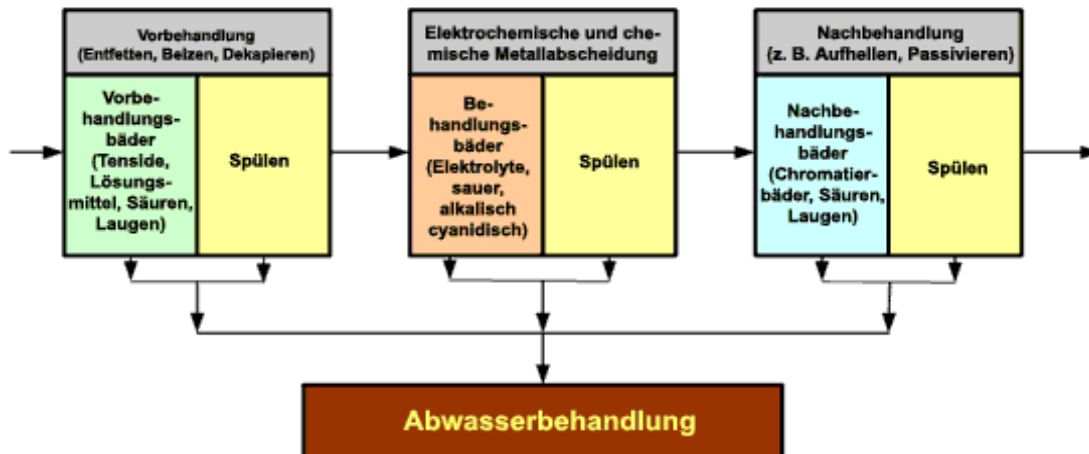 Vorbehandlung
(Entfetten, Beizen, Dekapieren)
Vorbe-
handlungs-
bäder
(Tenside,
Lösungs-
mittel, Säuren,
Laugen)
Spülen
Elektrochemische und che-
mische Metallabscheidung
Be-
handlungs-
bäder
(Elektrolyte,
sauer,
alkalisch
cyanidisch)
Spülen
Nachbehandlung
(z. B. Aufhellen, Passivieren)
Nachbe-
handlungs-
bäder
(Chromatier-
bäder, Säuren,
Laugen)
Spülen
Abwasserbehandlung